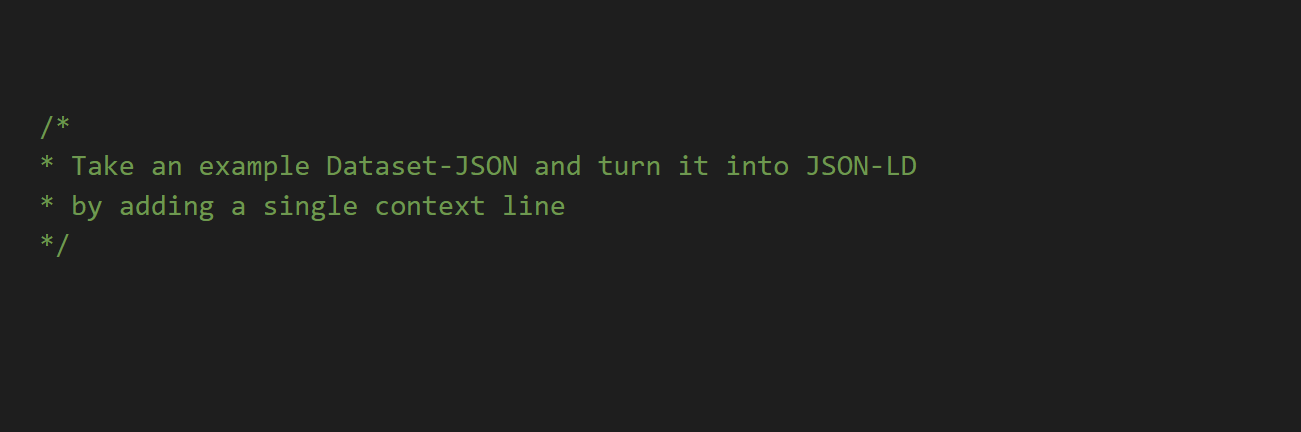 /*
* Take an example Dataset-JSON and turn it into JSON-LD
* by adding a single context line
*/